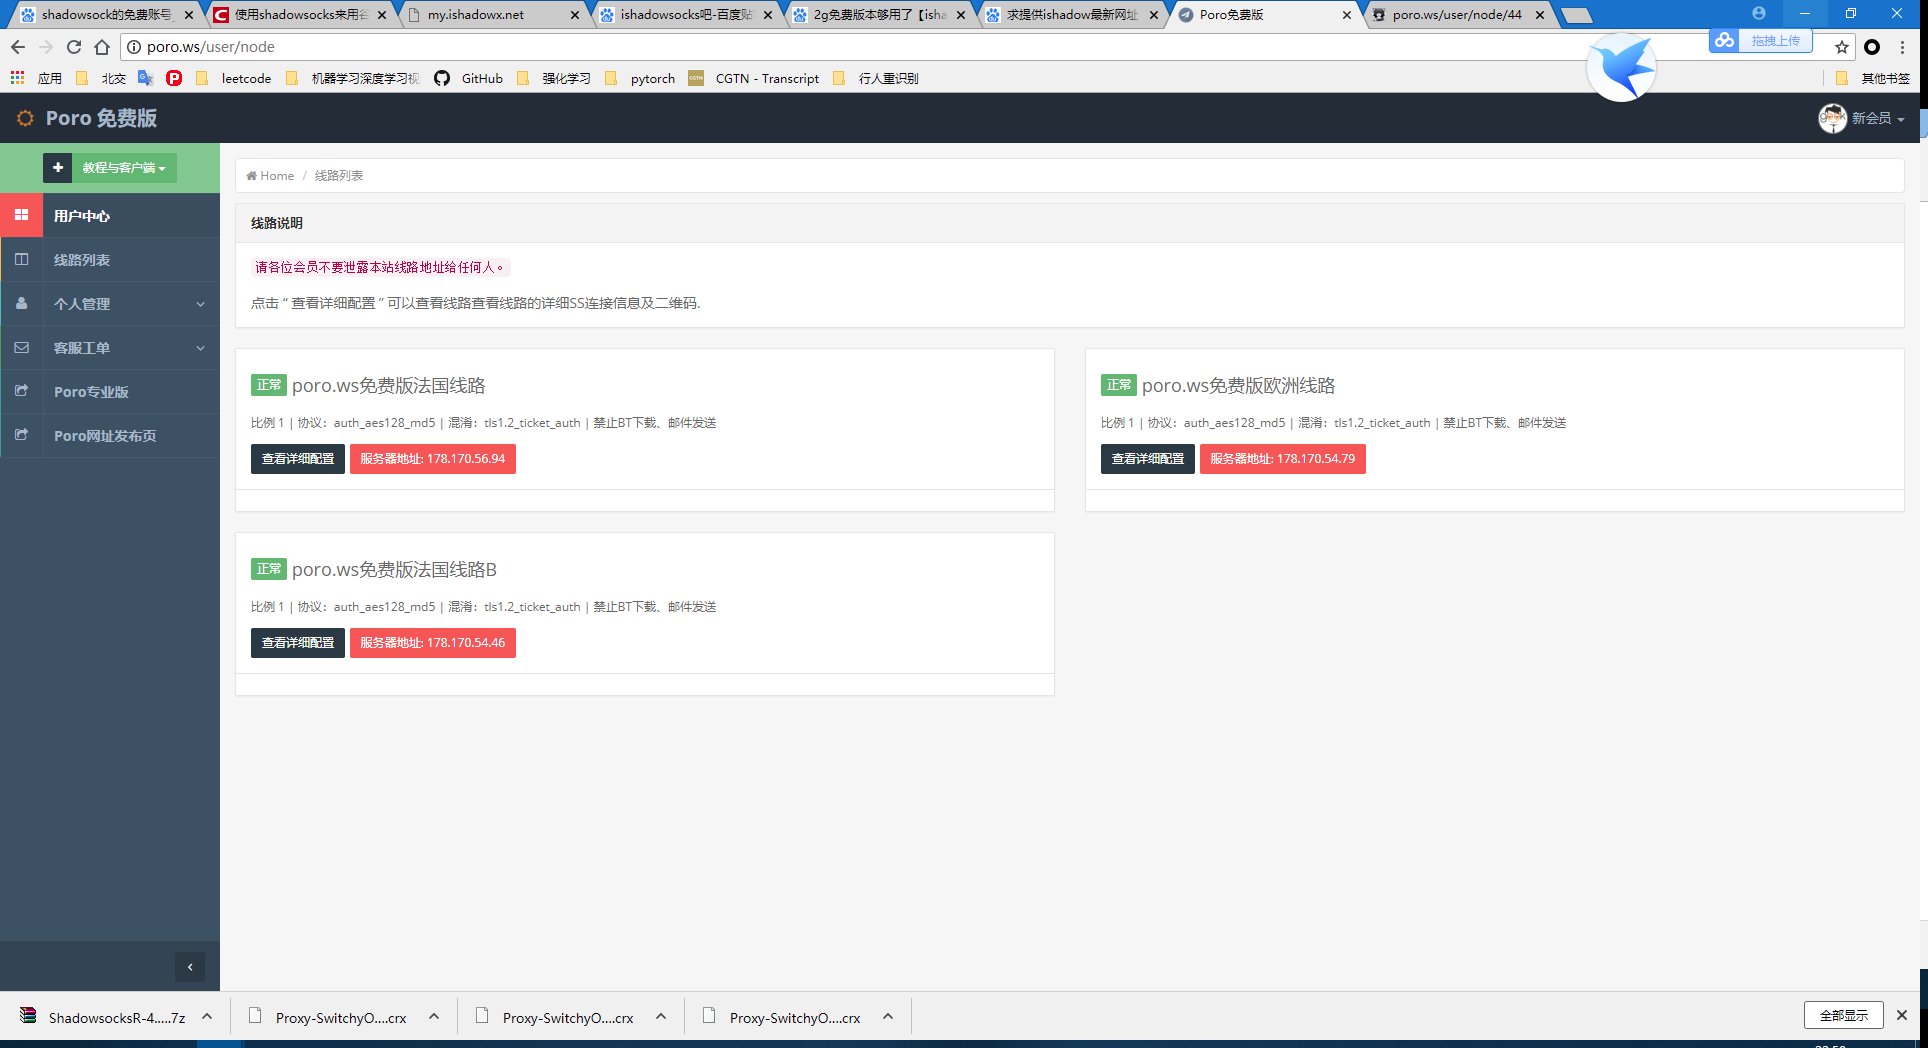 shadowsock的免费账号_
使用shadowsocks来用谷
my.ishadowx.net
ishadowsocks吧-百度贴
2g免费版本够用了【isha
求提供ishadow最新网址
Poro免费版
poro.ws/user/node/44
poro.ws/user/node
拖拽上传
应用
北交
leetcode
机器学习深度学习视
GitHub
强化学习
pytorch
CGTN - Transcript
行人重识别
其他书签
Poro 免费版
新会员
教程与客户端
用户中心
线路列表
个人管理
客服工单
Poro专业版
Poro网址发布页
Home / 线路列表
线路说明
请各位会员不要泄露本站线路地址给任何人。
点击 “ 查看详细配置 ” 可以查看线路查看线路的详细SS连接信息及二维码.
正常 poro.ws免费版法国线路
比例 1 | 协议：auth_aes128_md5 | 混淆：tls1.2_ticket_auth | 禁止BT下载、邮件发送
查看详细配置 服务器地址: 178.170.56.94
正常 poro.ws免费版欧洲线路
比例 1 | 协议：auth_aes128_md5 | 混淆：tls1.2_ticket_auth | 禁止BT下载、邮件发送
查看详细配置 服务器地址: 178.170.54.79
正常 poro.ws免费版法国线路B
比例 1 | 协议：auth_aes128_md5 | 混淆：tls1.2_ticket_auth | 禁止BT下载、邮件发送
查看详细配置 服务器地址: 178.170.54.46
ShadowsocksR-4.....7z
Proxy-SwitchyO....crx
Proxy-SwitchyO....crx
Proxy-SwitchyO....crx
全部显示